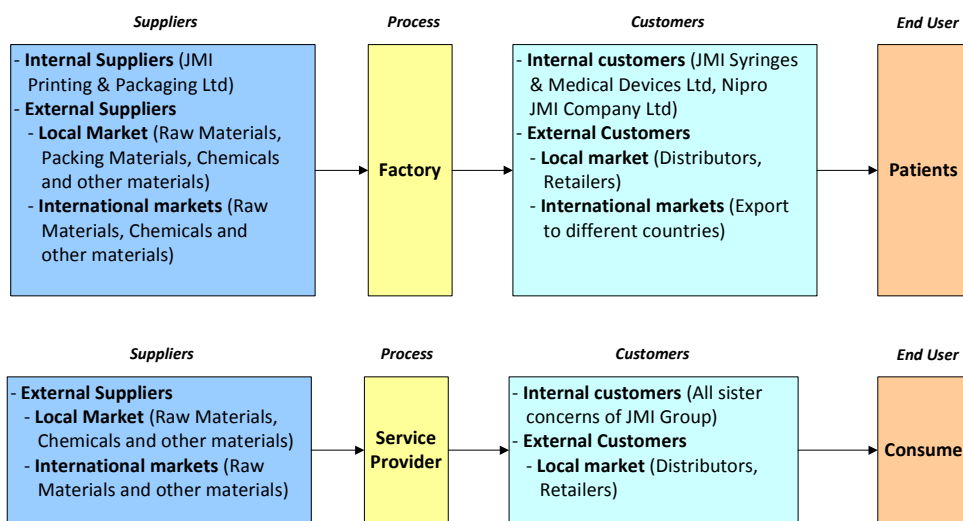 Suppliers
Process
Customers
End User
- Internal Suppliers (JMI
Printing & Packaging Ltd)
- External Suppliers
- Local Market (Raw Materials,
Packing Materials, Chemicals
and other materials)
- International markets (Raw
Materials, Chemicals and
other materials)
Factory
- Internal customers (JMI Syringes
& Medical Devices Ltd, Nipro
JMI Company Ltd)
- External Customers
- Local market (Distributors,
Retailers)
- International markets (Export
to different countries)
Patients
Suppliers
Process
Customers
End User
- External Suppliers
- Local Market (Raw Materials,
Chemicals and other materials)
- International markets (Raw
Materials and other materials)
Service
Provider
- Internal customers (All sister
concerns of JMI Group)
- External Customers
- Local market (Distributors,
Retailers)
Consume